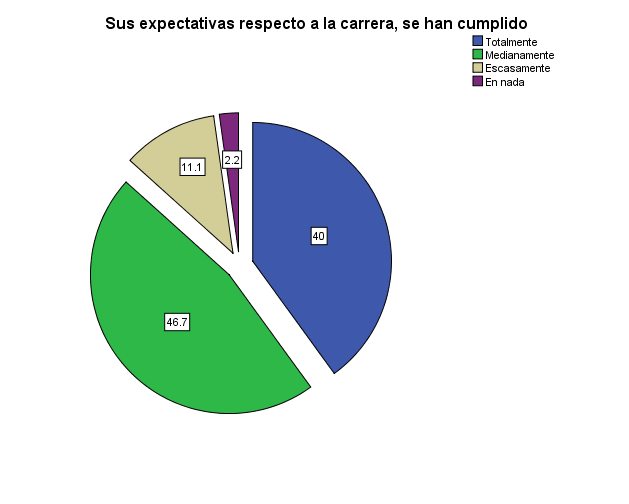 Sus expectativas respecto a la carrera, se han cumplido
Totalmente
Medianamente
Escasamente
En nada
11.1
2.2
40
46.7